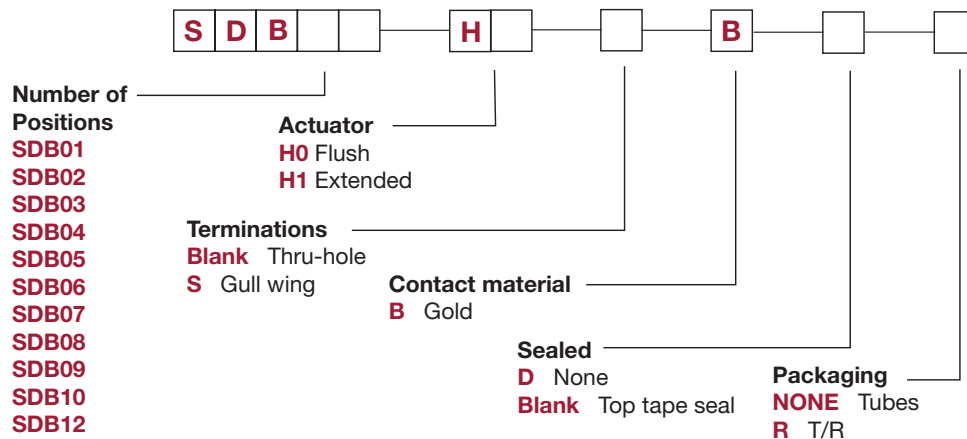 S D B H B
Number of
Positions
SDB01
SDB02
SDB03
SDB04
SDB05
SDB06
SDB07
SDB08
SDB09
SDB10
SDB12
Actuator
H0 Flush
H1 Extended
Terminations
Blank Thru-hole
S Gull wing
Contact material
B Gold
Sealed
D None
Blank Top tape seal
Packaging
NONE Tubes
R T/R